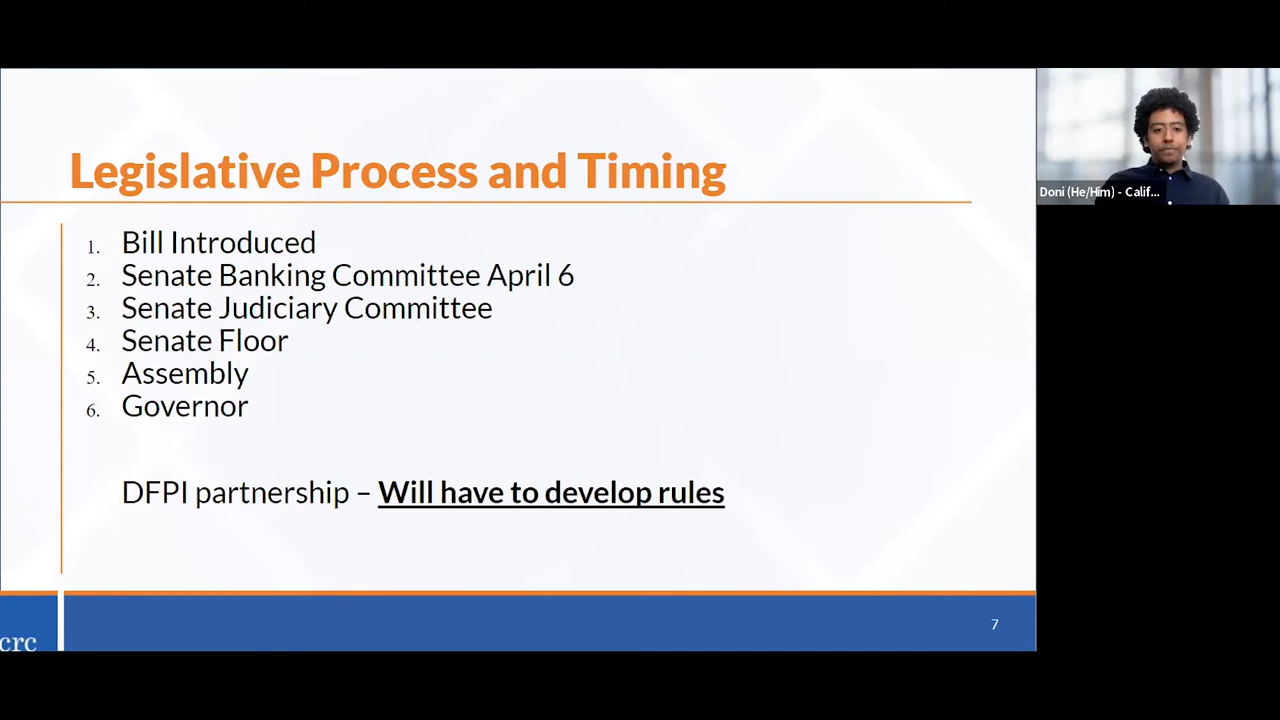 Legislative Process and Timing
1. Bill Introduced
2. Senate Banking Committee April 6
3. Senate Judiciary Committee
4. Senate Floor
5. Assembly
6. Governor
DFPI partnership – Will have to develop rules
7
crc
Doni (He/Him) - Calif...